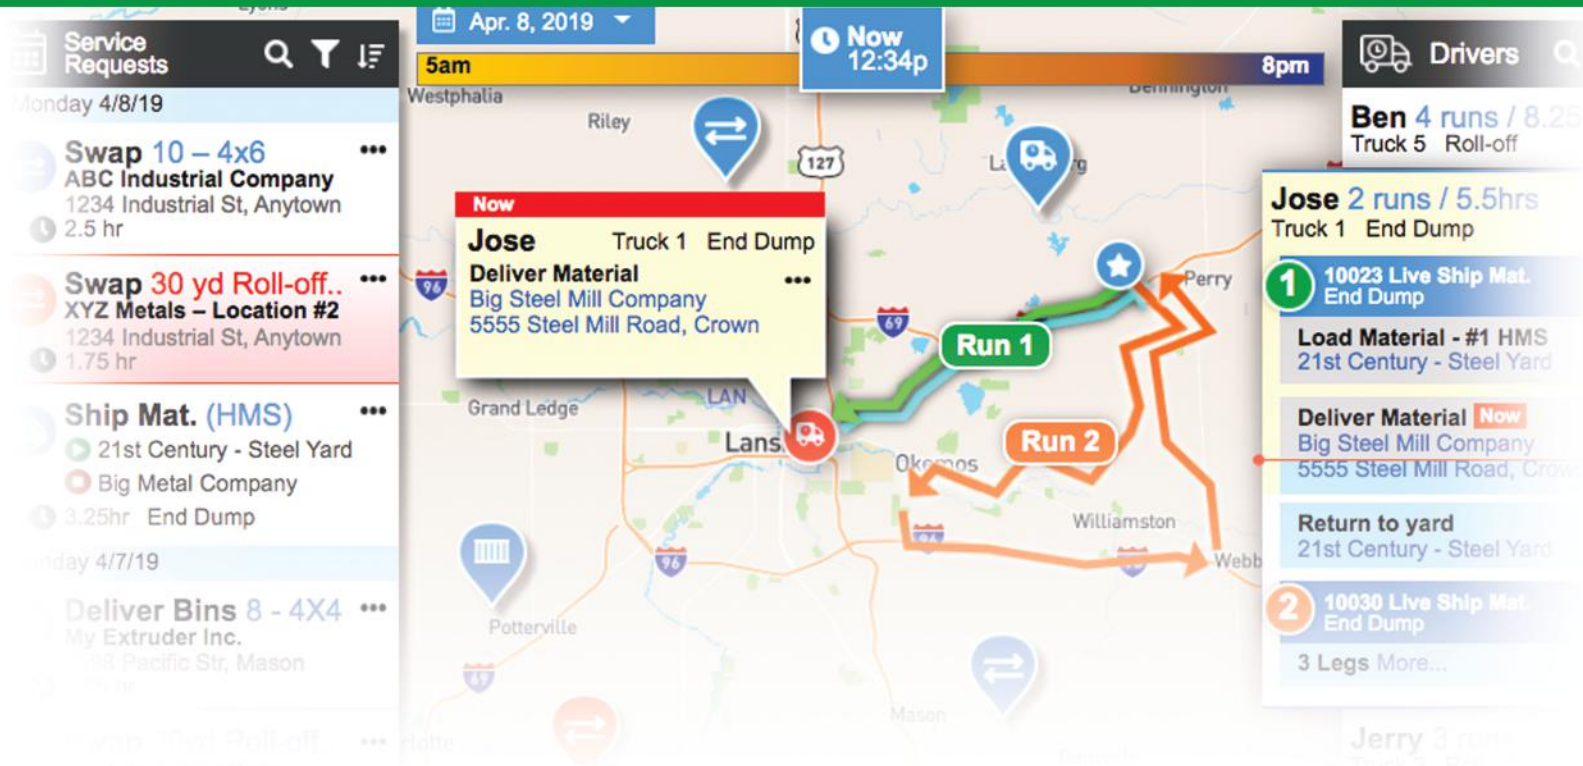 Service
Requests
Monday 4/8/19
Swap 10 – 4x6
ABC Industrial Company
1234 Industrial St, Anytown
2.5 hr
Swap 30 yd Roll-off..
XYZ Metals – Location #2
1234 Industrial St, Anytown
1.75 hr
Ship Mat. (HMS)
21st Century - Steel Yard
Big Metal Company
3.25hr End Dump
4/7/19
Deliver Bins 8 - 4X4
My Extruder Inc.
Pacific Str, Mason
hr
Apr. 8, 2019
Now
12:34p
5am
8pm
Westphalia
Riley
127
Now
Jose Truck 1 End Dump
Deliver Material
Big Steel Mill Company
5555 Steel Mill Road, Crown
96
69
Perry
Run 1
Grand Ledge
LAN
Lans
Run 2
Okemos
Williamston
96
96
96
Webb
Potterville
69
Mason
Drivers
Ben 4 runs / 8.25
Truck 5 Roll-off
Jose 2 runs / 5.5hrs
Truck 1 End Dump
1
10023 Live Ship Mat.
End Dump
Load Material - #1 HMS
21st Century - Steel Yard
Deliver Material Now
Big Steel Mill Company
5555 Steel Mill Road, Crow
Return to yard
21st Century - Steel Yard
2
10030 Live Ship Mat.
End Dump
3 Legs More...
Jerry 3 runs